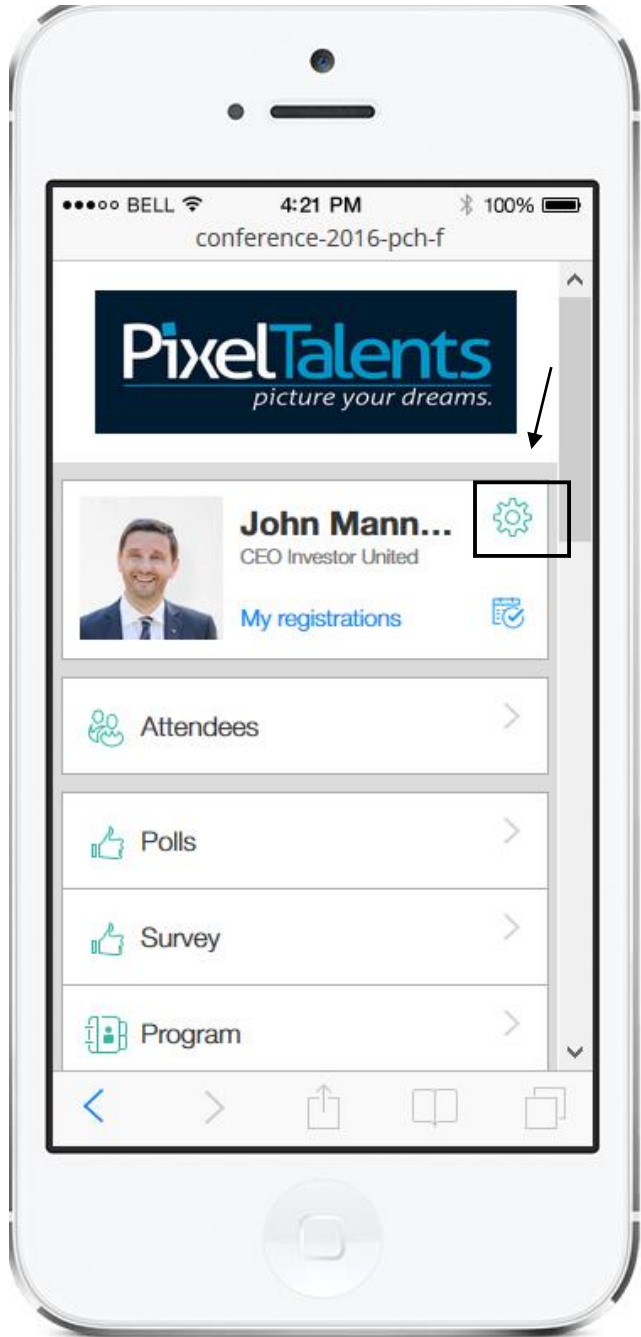 ●●●○○ BELL 4:21 PM 100%
conference-2016-pch-f
PixelTalents
picture your dreams.
John Mann...
CEO Investor United
My registrations
Attendees
Polls
Survey
Program